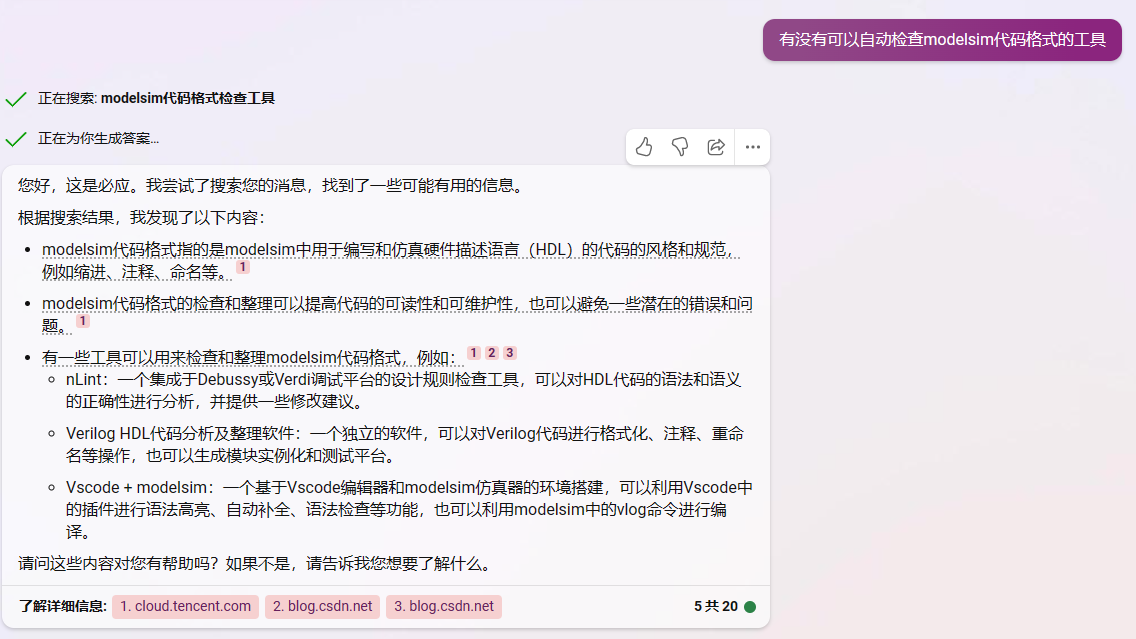 有没有可以自动检查modelsim代码格式的工具
正在搜索: modelsim代码格式检查工具
正在为你生成答案...
您好，这是必应。我尝试了搜索您的消息，找到了一些可能有用的信息。
根据搜索结果，我发现了以下内容：
modelsim代码格式指的是modelsim中用于编写和仿真硬件描述语言（HDL）的代码的风格和规范，
例如缩进、注释、命名等。 1
modelsim代码格式的检查和整理可以提高代码的可读性和可维护性，也可以避免一些潜在的错误和问
题。 1
有一些工具可以用来检查和整理modelsim代码格式，例如： 1 2 3
nLint：一个集成于Debussy或Verdi调试平台的设计规则检查工具，可以对HDL代码的语法和语义
的正确性进行分析，并提供一些修改建议。
Verilog HDL代码分析及整理软件：一个独立的软件，可以对Verilog代码进行格式化、注释、重命
名等操作，也可以生成模块实例化和测试平台。
Vscode + modelsim：一个基于Vscode编辑器和modelsim仿真器的环境搭建，可以利用Vscode中
的插件进行语法高亮、自动补全、语法检查等功能，也可以利用modelsim中的vlog命令进行编
译。
请问这些内容对您有帮助吗？如果不是，请告诉我您想要了解什么。
了解详细信息: 1. cloud.tencent.com 2. blog.csdn.net 3. blog.csdn.net 5 共 20